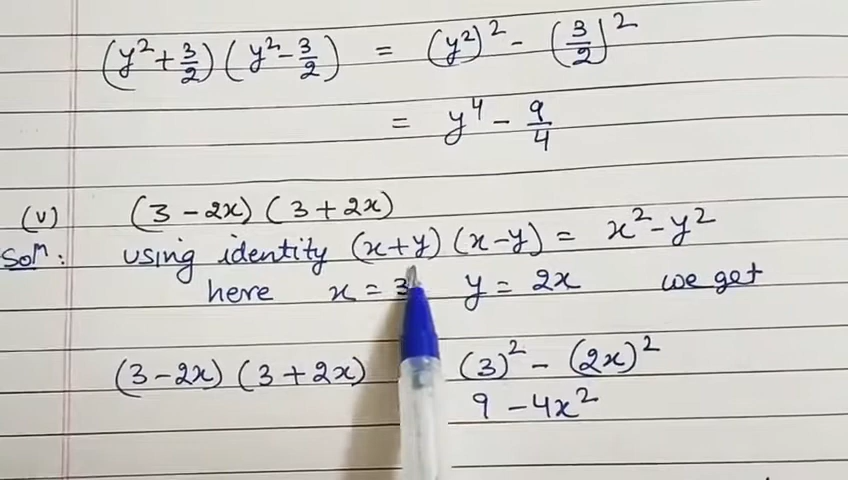 (y² + 3/2) (y² - 3/2) = (y²)² - (3/2)²
= y⁴ - 9/4
(v) (3 - 2x) (3 + 2x)
Solⁿ: using identity (x+y) (x-y) = x² - y²
here x = 3 y = 2x we get
(3 - 2x) (3 + 2x) (3)² - (2x)²
9 - 4x²